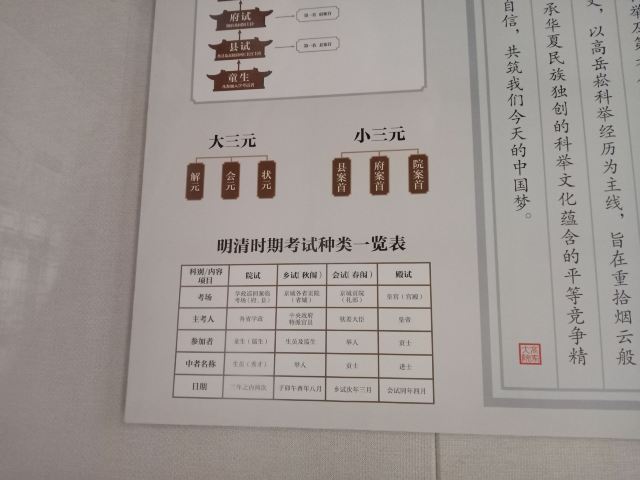 府试
第一名 府案首
县试
第一名 县案首
童生
大三元
解元
会元
状元
小三元
县案首
府案首
院案首
明清时期考试种类一览表
科别/内容
项目
院试
乡试(秋闱)
会试(春闱)
殿试
考场
学政巡回案临
考场(府、县)
京城各省贡院
(省城)
京城贡院
(礼部)
皇宫(宫殿)
主考人
各省学政
中央政府
特派官员
钦差大臣
皇帝
参加者
童生(儒生)
生员及监生
举人
贡士
中者名称
生员(秀才)
举人
贡士
进士
日期
三年之内两次
子卯午酉年八月
乡试次年三月
会试同年四月
文，以高岳崧科举经历为主线，旨在重拾烟云般
承华夏民族独创的科举文化蕴含的平等竞争精
自信，共筑我们今天的中国梦。